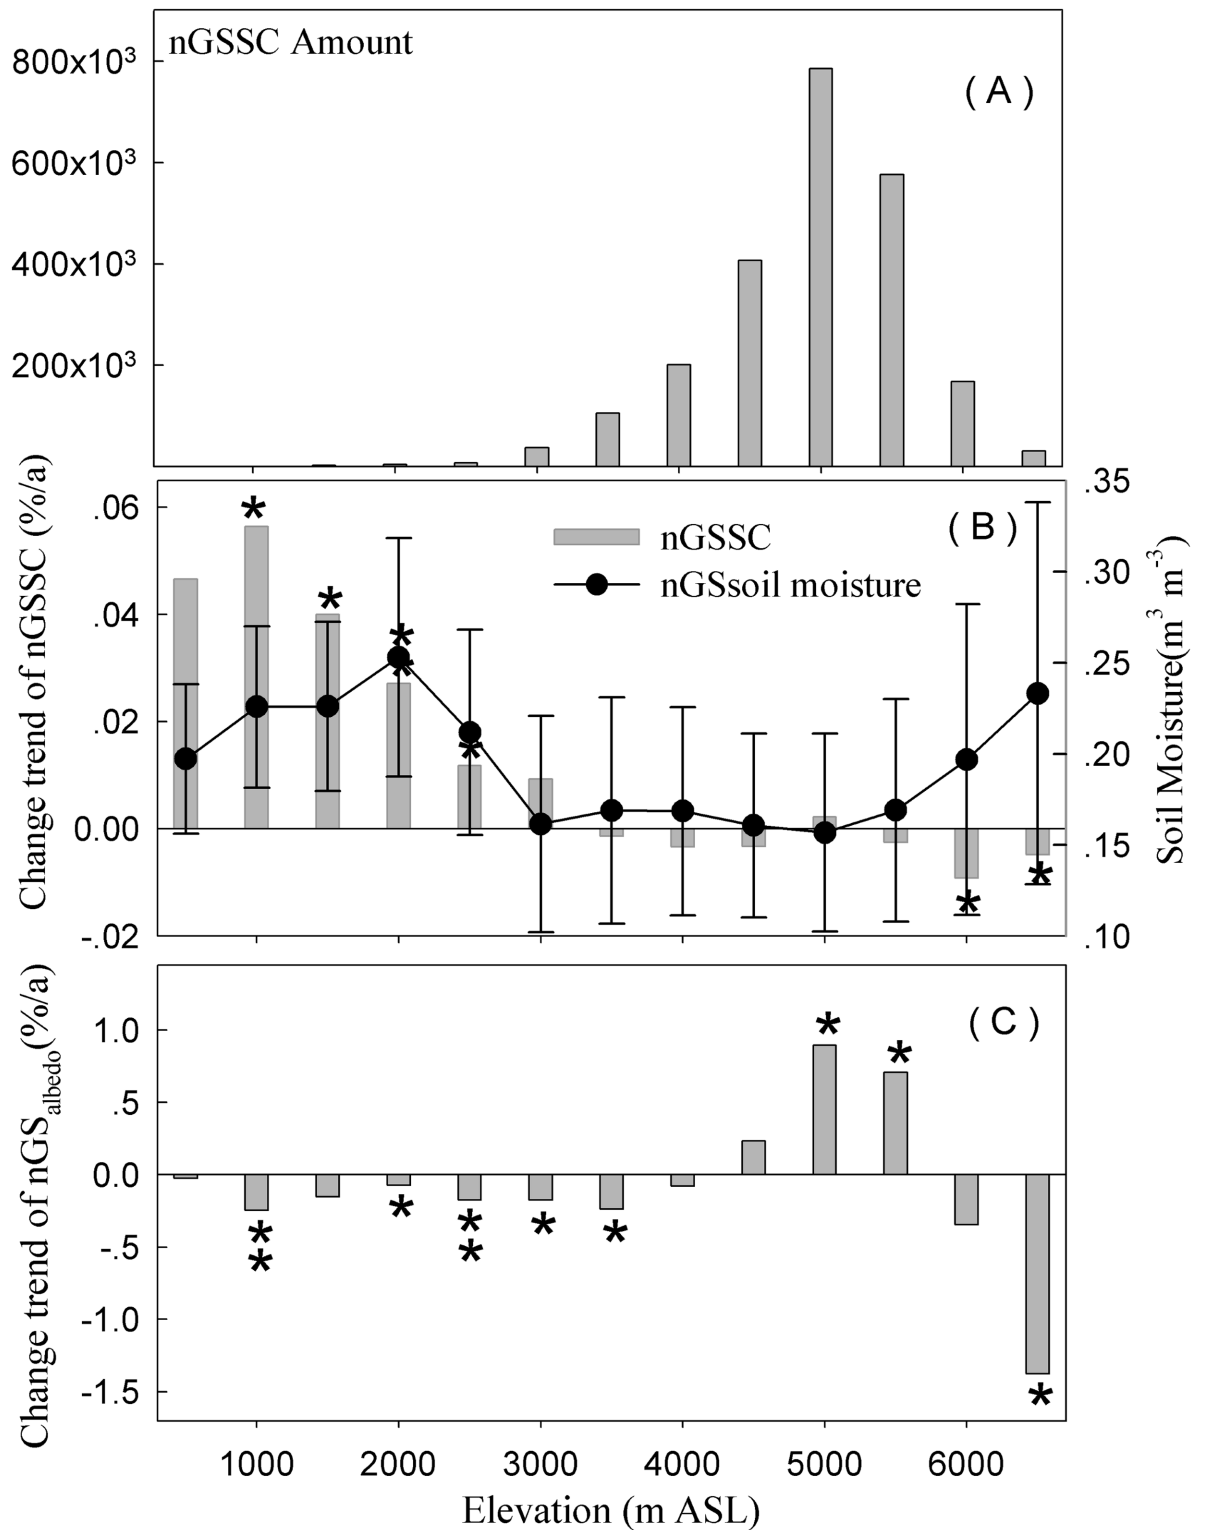 nGSSC Amount
( A )
800x10³
600x10³
400x10³
200x10³
Change trend of nGSSC (%/a)
.06
.04
.02
0.00
-.02
( B )
nGSSC
nGSsoil moisture
*
*
*
*
*
*
*
.35
.30
.25
.20
.15
.10
Soil Moisture(m³ m⁻³)
Change trend of nGSalbedo(%/a)
1.0
.5
0.0
-.5
-1.0
-1.5
( C )
*
*
*
*
*
*
*
*
*
*
1000 2000 3000 4000 5000 6000
Elevation (m ASL)